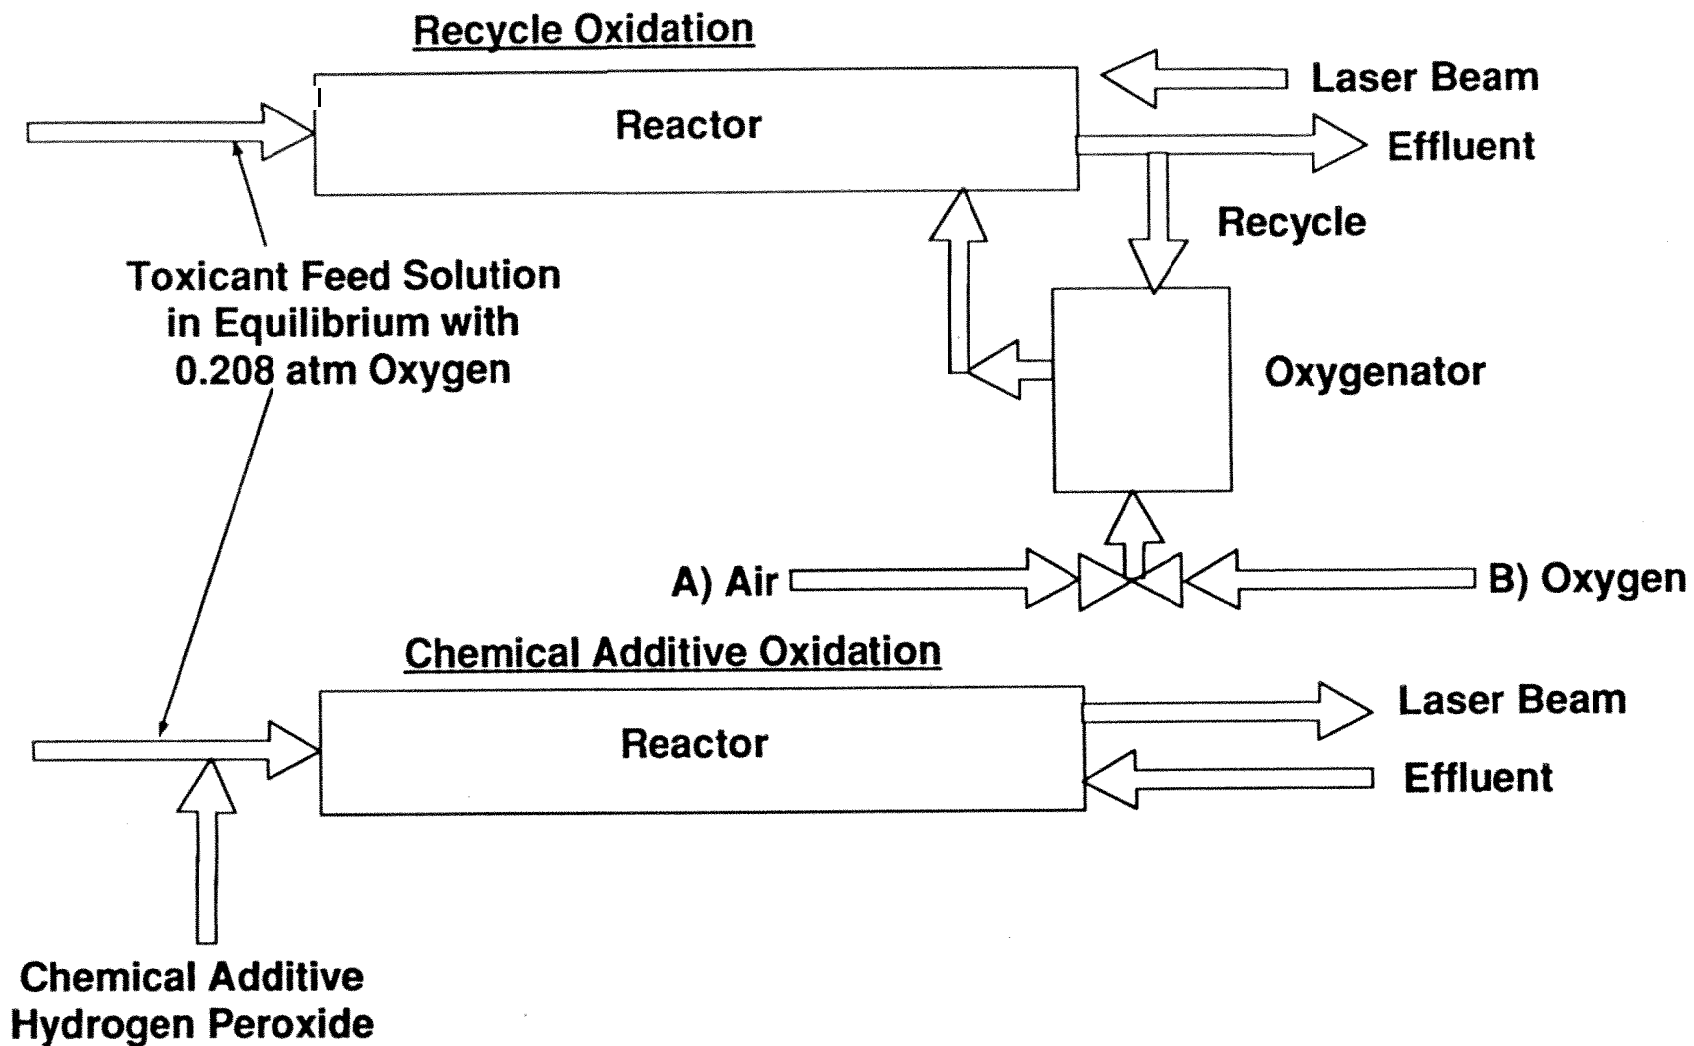 Recycle Oxidation
Laser Beam
Reactor
Effluent
Recycle
Toxicant Feed Solution
in Equilibrium with
0.208 atm Oxygen
Oxygenator
A) Air
B) Oxygen
Chemical Additive Oxidation
Laser Beam
Reactor
Effluent
Chemical Additive
Hydrogen Peroxide